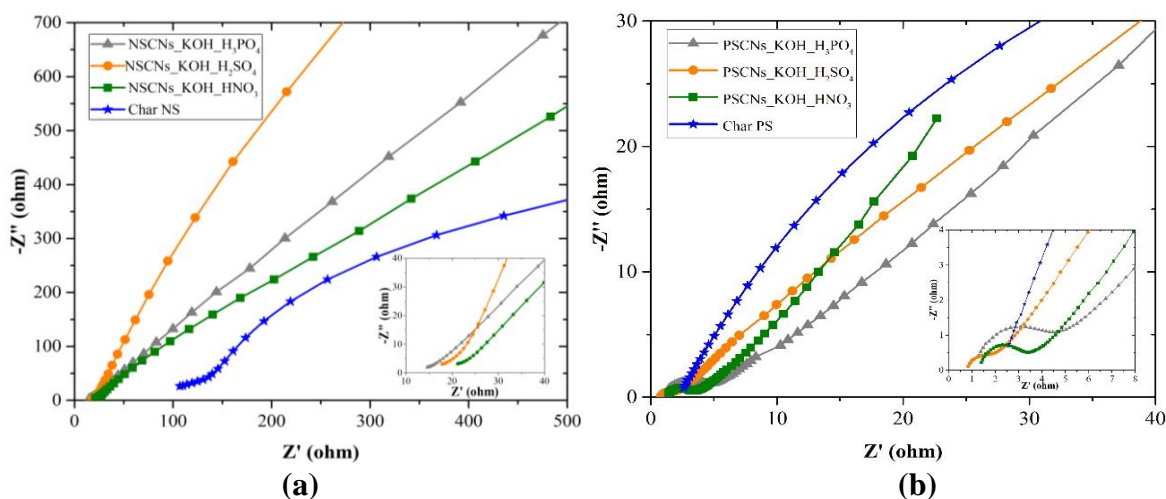 (a)
700
600
500
400
300
200
100
0
-Z" (ohm)
NSCNs_KOH_H₃PO₄
NSCNs_KOH_H₂SO₄
NSCNs_KOH_HNO₃
Char NS
40
30
20
10
0
-Z" (ohm)
10 20 30 40
Z' (ohm)
0 100 200 300 400 500
Z' (ohm)
(a)
(b)
30
20
10
0
-Z" (ohm)
PSCNs_KOH_H₃PO₄
PSCNs_KOH_H₂SO₄
PSCNs_KOH_HNO₃
Char PS
4
3
2
1
0
-Z" (ohm)
0 1 2 3 4 5 6 7 8
Z' (ohm)
0 10 20 30 40
Z' (ohm)
(b)